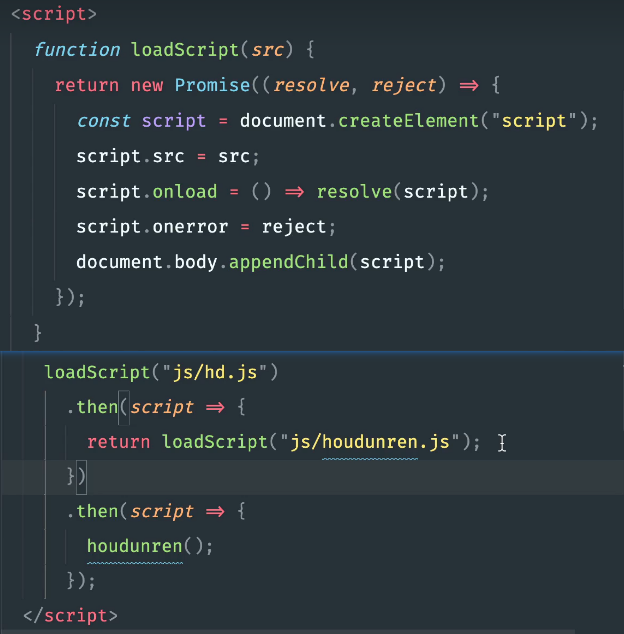 <script>
function loadScript(src) {
return new Promise((resolve, reject) => {
const script = document.createElement("script");
script.src = src;
script.onload = () => resolve(script);
script.onerror = reject;
document.body.appendChild(script);
});
}
loadScript("js/hd.js")
.then(script => {
return loadScript("js/houdunren.js");
})
.then(script => {
houdunren();
});
</script>